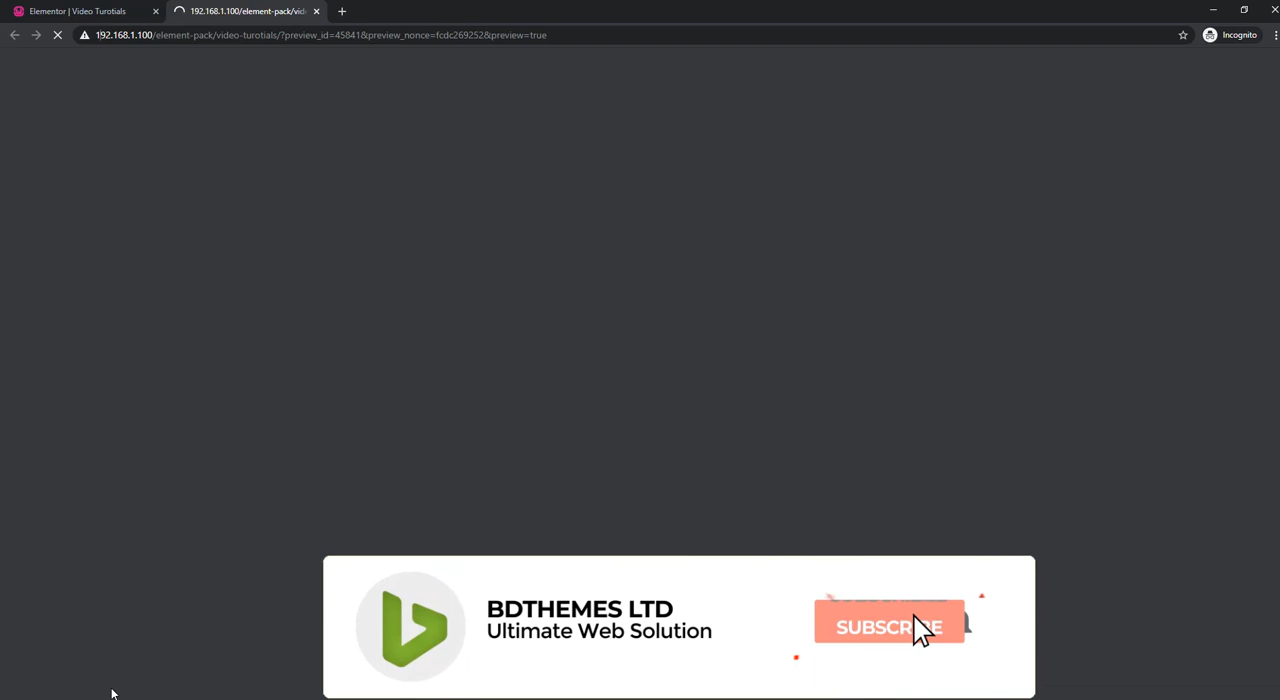 Elementor | Video Turotials
192.168.1.100/element-pack/vid
192.168.1.100/element-pack/video-turotials/?preview_id=45841&preview_nonce=fcdc269252&preview=true
Incognito
BDTHEMES LTD
Ultimate Web Solution
SUBSCRIBE